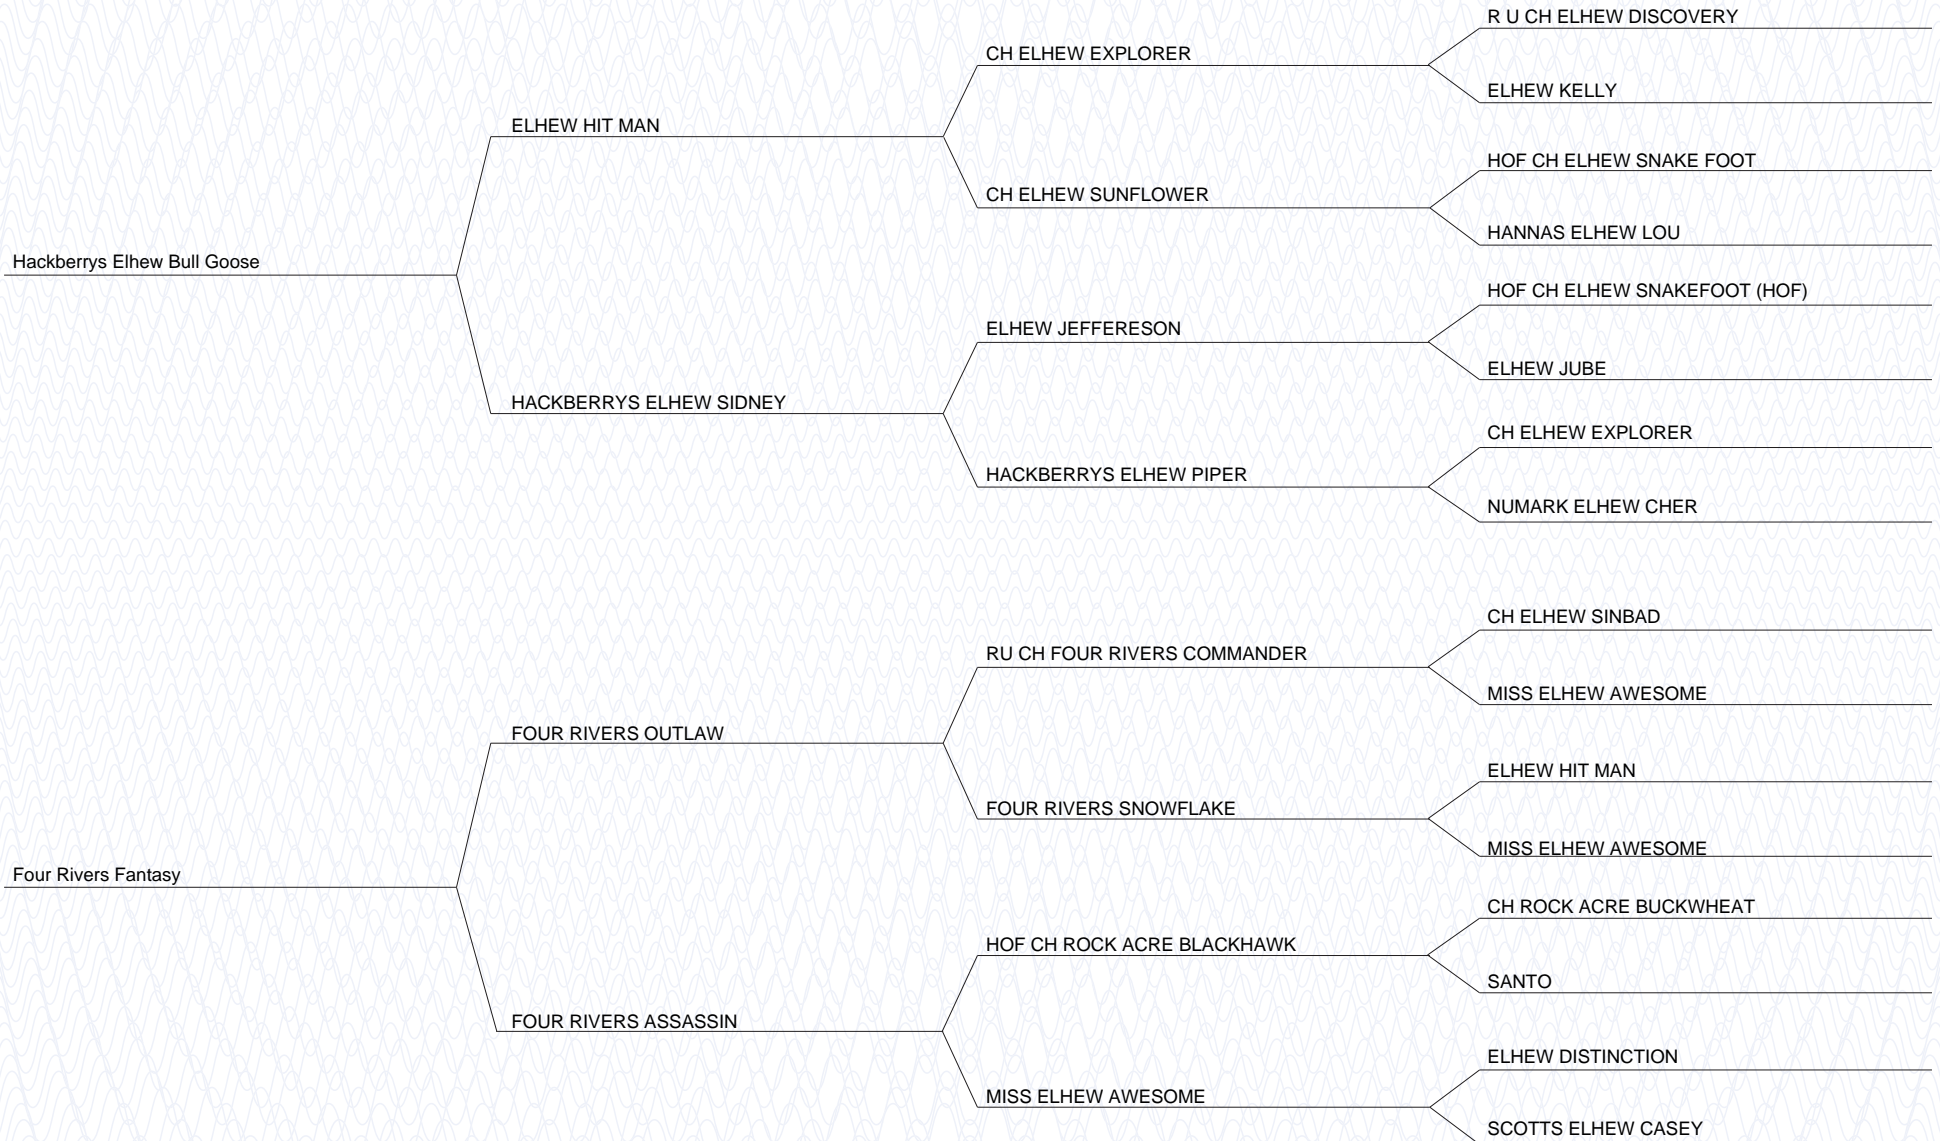 R U CH ELHEW DISCOVERY
CH ELHEW EXPLORER
ELHEW KELLY
ELHEW HIT MAN
HOF CH ELHEW SNAKE FOOT
CH ELHEW SUNFLOWER
HANNAS ELHEW LOU
Hackberrys Elhew Bull Goose
HOF CH ELHEW SNAKEFOOT (HOF)
ELHEW JEFFERESON
ELHEW JUBE
HACKBERRYS ELHEW SIDNEY
CH ELHEW EXPLORER
HACKBERRYS ELHEW PIPER
NUMARK ELHEW CHER
CH ELHEW SINBAD
RU CH FOUR RIVERS COMMANDER
MISS ELHEW AWESOME
FOUR RIVERS OUTLAW
ELHEW HIT MAN
FOUR RIVERS SNOWFLAKE
MISS ELHEW AWESOME
Four Rivers Fantasy
CH ROCK ACRE BUCKWHEAT
HOF CH ROCK ACRE BLACKHAWK
SANTO
FOUR RIVERS ASSASSIN
ELHEW DISTINCTION
MISS ELHEW AWESOME
SCOTTS ELHEW CASEY